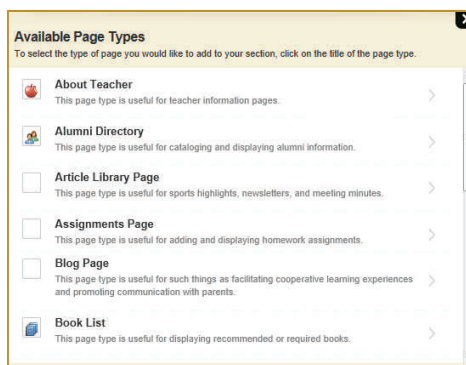 Available Page Types
To select the type of page you would like to add to your section, click on the title of the page type.
About Teacher
This page type is useful for teacher information pages.
Alumni Directory
This page type is useful for cataloging and displaying alumni information.
Article Library Page
This page type is useful for sports highlights, newsletters, and meeting minutes.
Assignments Page
This page type is useful for adding and displaying homework assignments.
Blog Page
This page type is useful for such things as facilitating cooperative learning experiences
and promoting communication with parents.
Book List
This page type is useful for displaying recommended or required books.